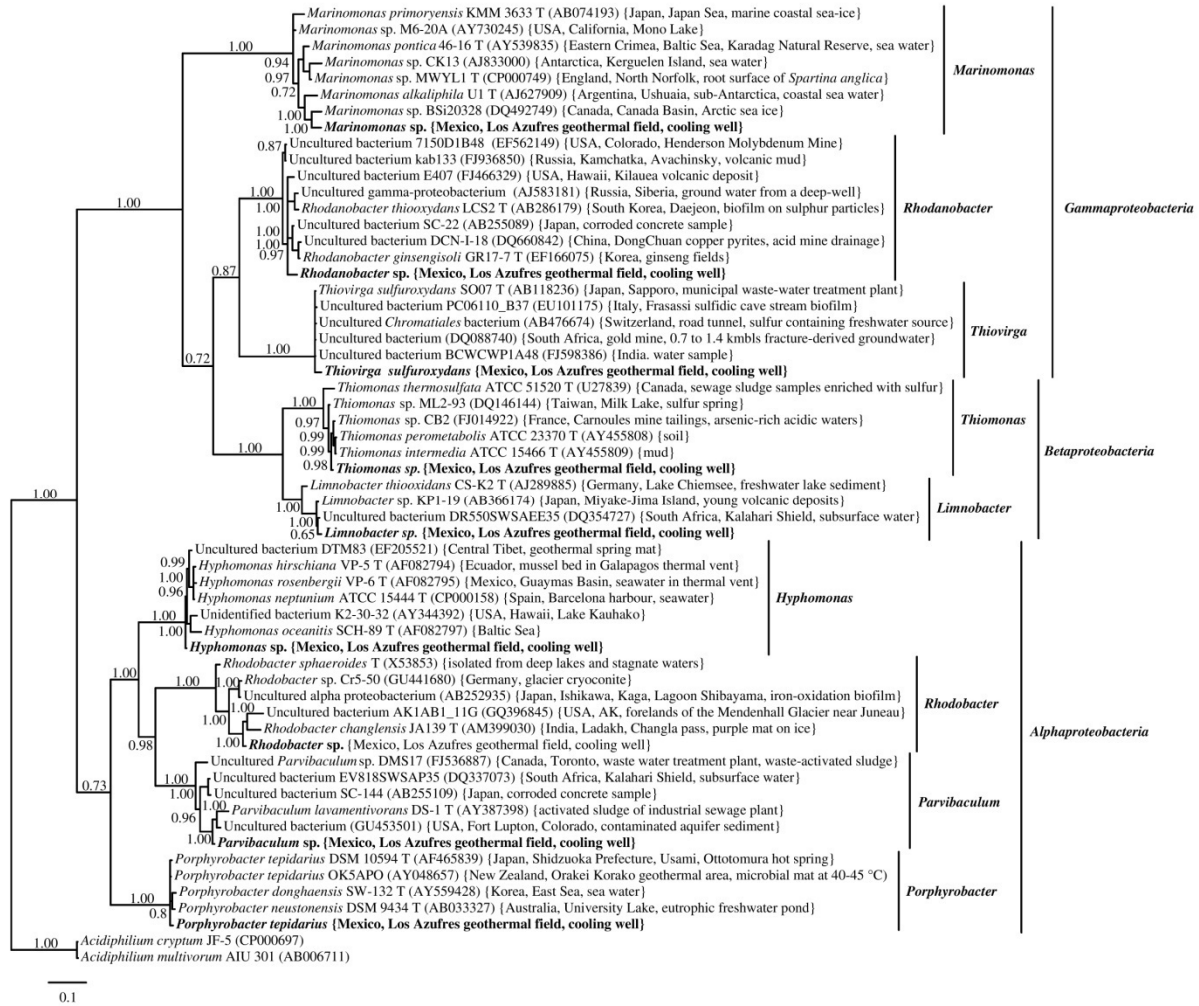 Marinomonas primoryensis KMM 3633 T (AB074193) {Japan, Japan Sea, marine coastal sea-ice}
Marinomonas sp. M6-20A (AY730245) {USA, California, Mono Lake}
1.00
Marinomonas pontica 46-16 T (AY539835) {Eastern Crimea, Baltic Sea, Karadag Natural Reserve, sea water}
0.94
Marinomonas sp. CK13 (AJ833000) {Antarctica, Kerguelen Island, sea water}
Marinomonas
0.97
Marinomonas sp. MWYL1 T (CP000749) {England, North Norfolk, root surface of Spartina anglica}
0.72
Marinomonas alkaliphila U1 T (AJ627909) {Argentina, Ushuaia, sub-Antarctica, coastal sea water}
1.00
Marinomonas sp. BSi20328 (DQ492749) {Canada, Canada Basin, Arctic sea ice}
1.00
Marinomonas sp. {Mexico, Los Azufres geothermal field, cooling well}
0.87
Uncultured bacterium 7150D1B48 (EF562149) {USA, Colorado, Henderson Molybdenum Mine}
Uncultured bacterium kab133 (FJ936850) {Russia, Kamchatka, Avachinsky, volcanic mud}
Uncultured bacterium E407 (FJ466329) {USA, Hawaii, Kilauea volcanic deposit}
1.00
Uncultured gamma-proteobacterium (AJ583181) {Russia, Siberia, ground water from a deep-well}
1.00
1.00
Rhodanobacter thiooxydans LCS2 T (AB286179) {South Korea, Daejeon, biofilm on sulphur particles}
Rhodanobacter
Gammaproteobacteria
Uncultured bacterium SC-22 (AB255089) {Japan, corroded concrete sample}
1.00
Uncultured bacterium DCN-I-18 (DQ660842) {China, DongChuan copper pyrites, acid mine drainage}
1.00
0.97
Rhodanobacter ginsengisoli GR17-7 T (EF166075) {Korea, ginseng fields}
0.87
Rhodanobacter sp. {Mexico, Los Azufres geothermal field, cooling well}
Thiovirga sulfuroxydans SO07 T (AB118236) {Japan, Sapporo, municipal waste-water treatment plant}
Uncultured bacterium PC06110_B37 (EU101175) {Italy, Frasassi sulfidic cave stream biofilm}
Uncultured Chromatiales bacterium (AB476674) {Switzerland, road tunnel, sulfur containing freshwater source}
Thiovirga
Uncultured bacterium (DQ088740) {South Africa, gold mine, 0.7 to 1.4 kmbls fracture-derived groundwater}
0.72
1.00
Uncultured bacterium BCWCWP1A48 (FJ598386) {India. water sample}
Thiovirga sulfuroxydans {Mexico, Los Azufres geothermal field, cooling well}
Thiomonas thermosulfata ATCC 51520 T (U27839) {Canada, sewage sludge samples enriched with sulfur}
1.00
Thiomonas sp. ML2-93 (DQ146144) {Taiwan, Milk Lake, sulfur spring}
0.97
Thiomonas sp. CB2 (FJ014922) {France, Carnoules mine tailings, arsenic-rich acidic waters}
Thiomonas
0.99
Thiomonas perometabolis ATCC 23370 T (AY455808) {soil}
1.00
0.99
Thiomonas intermedia ATCC 15466 T (AY455809) {mud}
Betaproteobacteria
0.98
Thiomonas sp. {Mexico, Los Azufres geothermal field, cooling well}
Limnobacter thiooxidans CS-K2 T (AJ289885) {Germany, Lake Chiemsee, freshwater lake sediment}
1.00
1.00
Limnobacter sp. KP1-19 (AB366174) {Japan, Miyake-Jima Island, young volcanic deposits}
Limnobacter
1.00
Uncultured bacterium DR550SWSAEE35 (DQ354727) {South Africa, Kalahari Shield, subsurface water}
0.65
Limnobacter sp. {Mexico, Los Azufres geothermal field, cooling well}
Uncultured bacterium DTM83 (EF205521) {Central Tibet, geothermal spring mat}
0.99
Hyphomonas hirschiana VP-5 T (AF082794) {Ecuador, mussel bed in Galapagos thermal vent}
1.00
Hyphomonas rosenbergii VP-6 T (AF082795) {Mexico, Guaymas Basin, seawater in thermal vent}
0.96
Hyphomonas neptunium ATCC 15444 T (CP000158) {Spain, Barcelona harbour, seawater}
Hyphomonas
1.00
Unidentified bacterium K2-30-32 (AY344392) {USA, Hawaii, Lake Kauhako}
1.00
Hyphomonas oceanitis SCH-89 T (AF082797) {Baltic Sea}
Hyphomonas sp. {Mexico, Los Azufres geothermal field, cooling well}
Rhodobacter sphaeroides T (X53853) {isolated from deep lakes and stagnate waters}
1.00
1.00
1.00
Rhodobacter sp. Cr5-50 (GU441680) {Germany, glacier cryoconite}
Uncultured alpha proteobacterium (AB252935) {Japan, Ishikawa, Kaga, Lagoon Shibayama, iron-oxidation biofilm}
1.00
Uncultured bacterium AK1AB1_11G (GQ396845) {USA, AK, forelands of the Mendenhall Glacier near Juneau}
Rhodobacter
1.00
Rhodobacter changlensis JA139 T (AM399030) {India, Ladakh, Changla pass, purple mat on ice}
Alphaproteobacteria
0.98
1.00
Rhodobacter sp. {Mexico, Los Azufres geothermal field, cooling well}
Uncultured Parvibaculum sp. DMS17 (FJ536887) {Canada, Toronto, waste water treatment plant, waste-activated sludge}
0.73
1.00
Uncultured bacterium EV818SWSAP35 (DQ337073) {South Africa, Kalahari Shield, subsurface water}
1.00
Uncultured bacterium SC-144 (AB255109) {Japan, corroded concrete sample}
Parvibaculum
1.00
0.96
Parvibaculum lavamentivorans DS-1 T (AY387398) {activated sludge of industrial sewage plant}
Uncultured bacterium (GU453501) {USA, Fort Lupton, Colorado, contaminated aquifer sediment}
1.00
Parvibaculum sp. {Mexico, Los Azufres geothermal field, cooling well}
Porphyrobacter tepidarius DSM 10594 T (AF465839) {Japan, Shidzuoka Prefecture, Usami, Ottotomura hot spring}
Porphyrobacter tepidarius OK5APO (AY048657) {New Zealand, Orakei Korako geothermal area, microbial mat at 40-45 °C)
Porphyrobacter donghaensis SW-132 T (AY559428) {Korea, East Sea, sea water}
Porphyrobacter
1.00
0.8
Porphyrobacter neustonensis DSM 9434 T (AB033327) {Australia, University Lake, eutrophic freshwater pond}
Porphyrobacter tepidarius {Mexico, Los Azufres geothermal field, cooling well}
1.00
Acidiphilium cryptum JF-5 (CP000697)
Acidiphilium multivorum AIU 301 (AB006711)
0.1